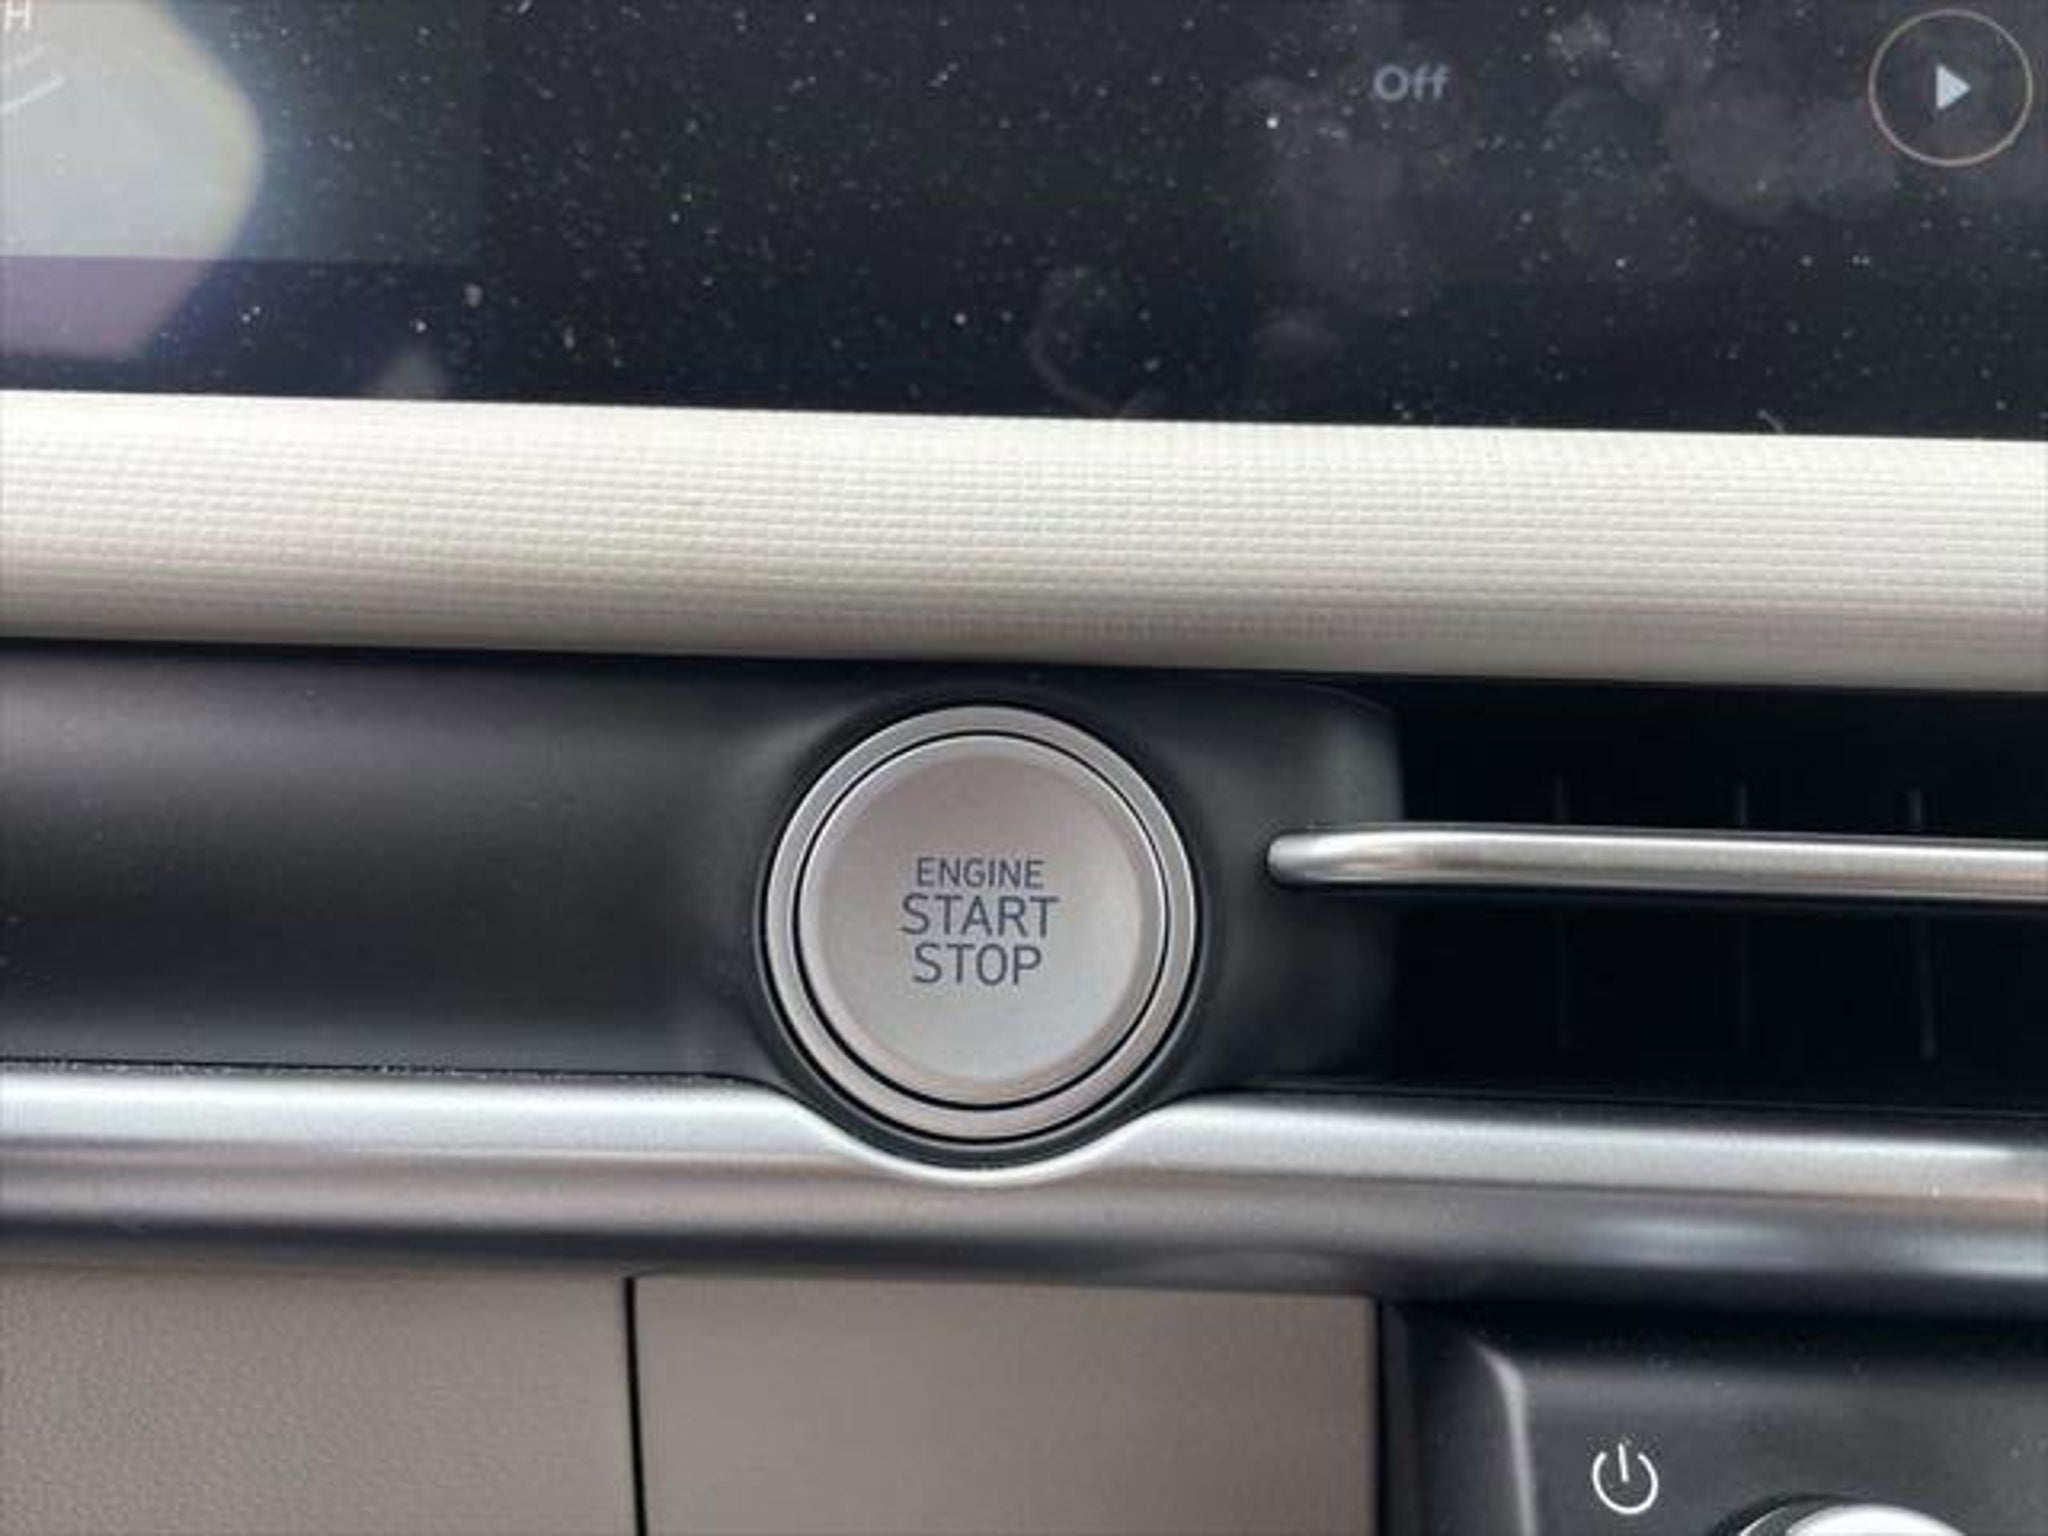 H
Off
ENGINE
START
STOP